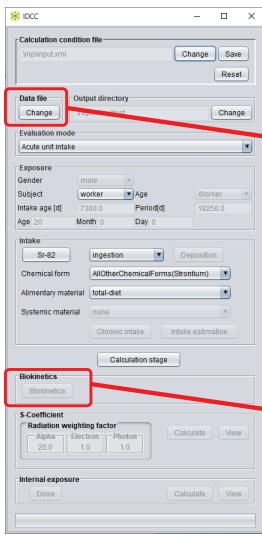 IDCC
Calculation condition file
\inp\input.xml Change Save
Reset
Data file Output directory
Change Change
Evaluation mode
Acute unit intake
Exposure
Gender male
Subject worker Age Worker
Intake age [d] 7300.0 Period[d] 18250.0
Age 20 Month 0 Day 0
Intake
Sr-82 ingestion Deposition
Chemical form AllOtherChemicalForms(Strontium)
Alimentary material total-diet
Systemic material none
Chronic intake Intake estimation
Calculation stage
Biokinetics
Biokinetics
S-Coefficient
Radiation weighting factor
Alpha Electron Photon Calculate View
20.0 1.0 1.0
Internal exposure
Dose Calculate View